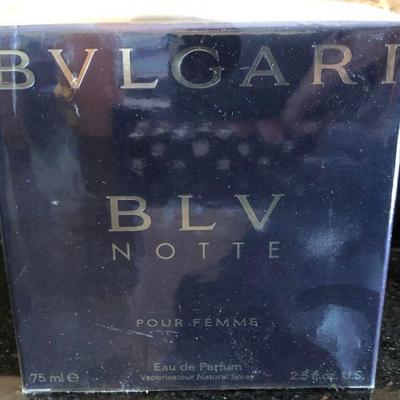 BVLGARI
BLV
NOTTE
POUR FEMME
Eau de Parfum
75 ml ℮ Vaporisateur Natural Spray 2.5 fl.oz. U.S.